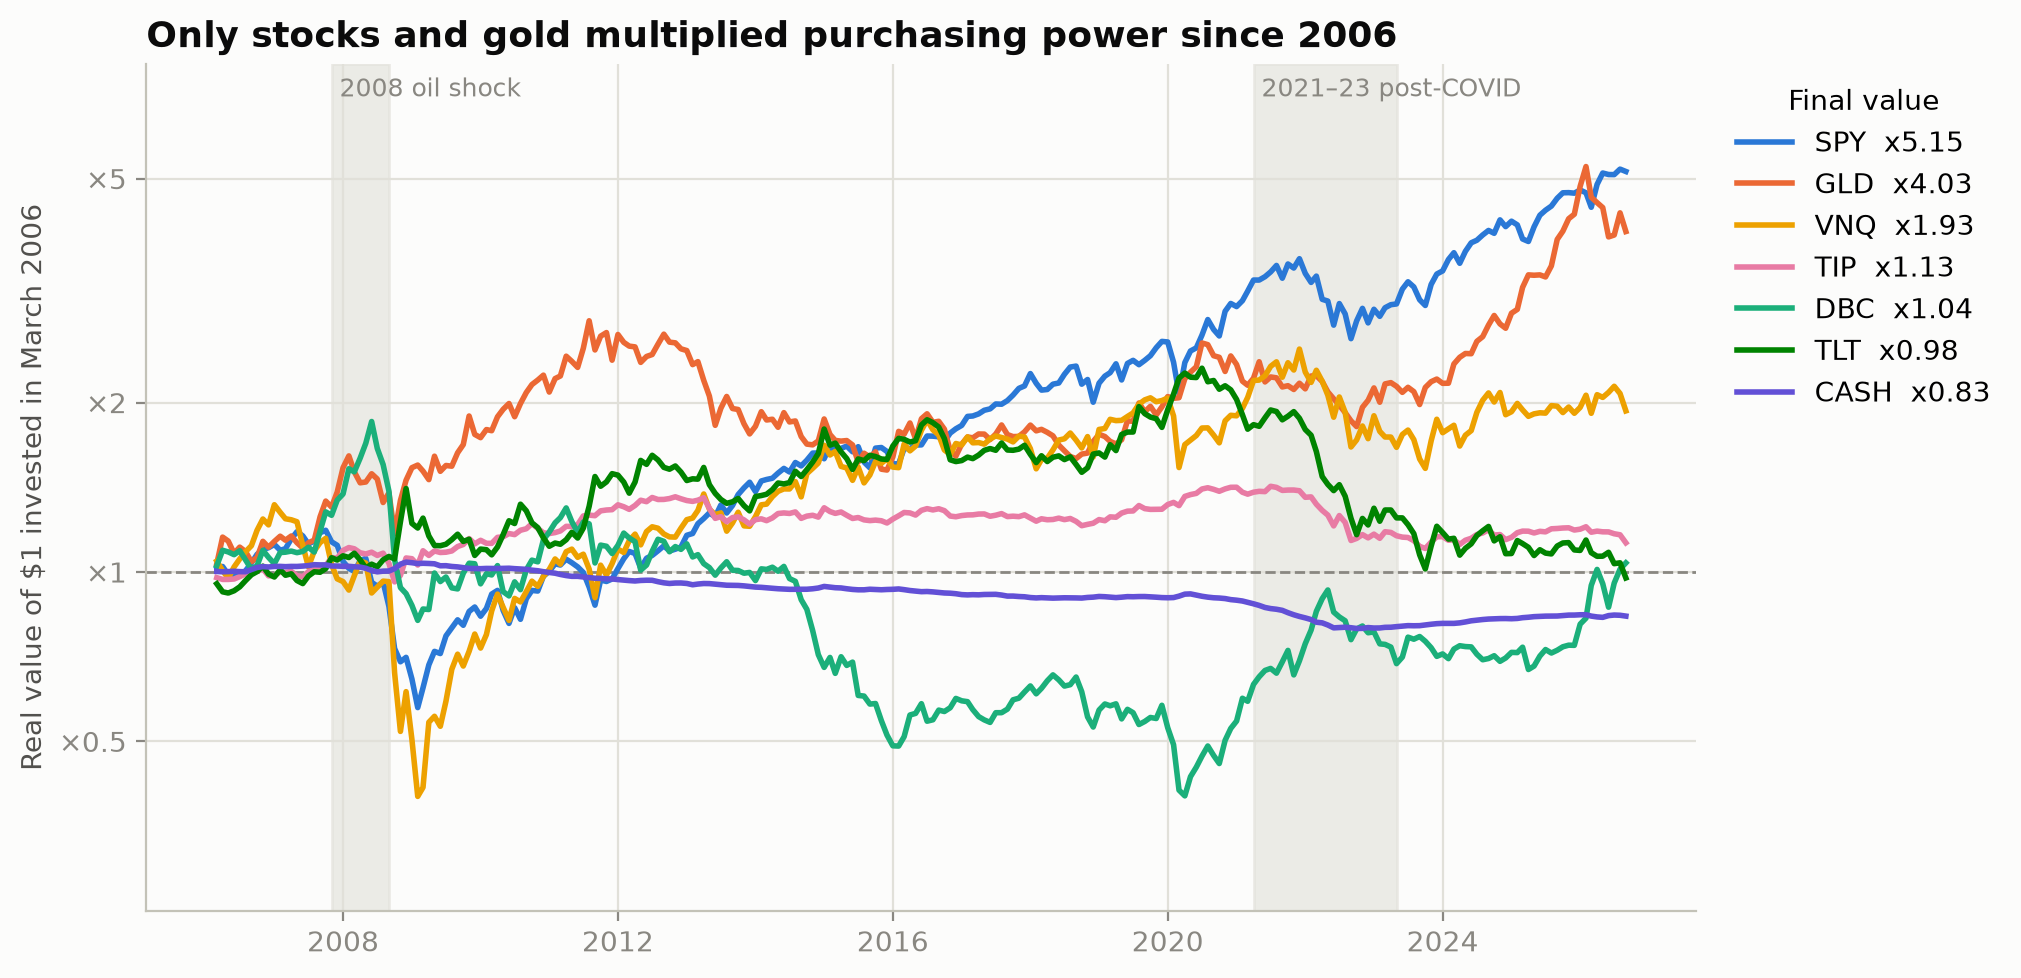 Only stocks and gold multiplied purchasing power since 2006
2008 oil shock
2021–23 post-COVID
Real value of $1 invested in March 2006
×5
×2
×1
×0.5
2008
2012
2016
2020
2024
Final value
SPY x5.15
GLD x4.03
VNQ x1.93
TIP x1.13
DBC x1.04
TLT x0.98
CASH x0.83